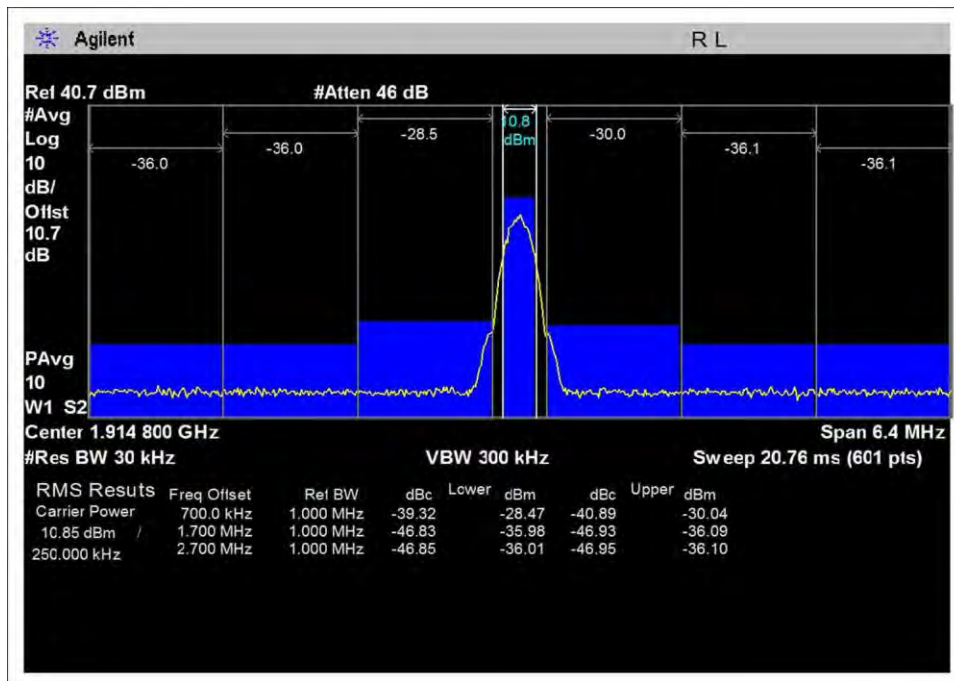 Agilent R L
Ref 40.7 dBm #Atten 46 dB
#Avg
Log
10
dB/
Offst
10.7
dB
-36.0 -36.0 -28.5 10.8 dBm -30.0 -36.1 -36.1
PAvg
10
W1 S2
Center 1.914 800 GHz Span 6.4 MHz
#Res BW 30 kHz VBW 300 kHz Sweep 20.76 ms (601 pts)
RMS Resuts Freq Offset Ref BW dBc Lower dBm dBc Upper dBm
Carrier Power 700.0 kHz 1.000 MHz -39.32 -28.47 -40.89 -30.04
10.85 dBm / 1.700 MHz 1.000 MHz -46.83 -35.98 -46.93 -36.09
250.000 kHz 2.700 MHz 1.000 MHz -46.85 -36.01 -46.95 -36.10